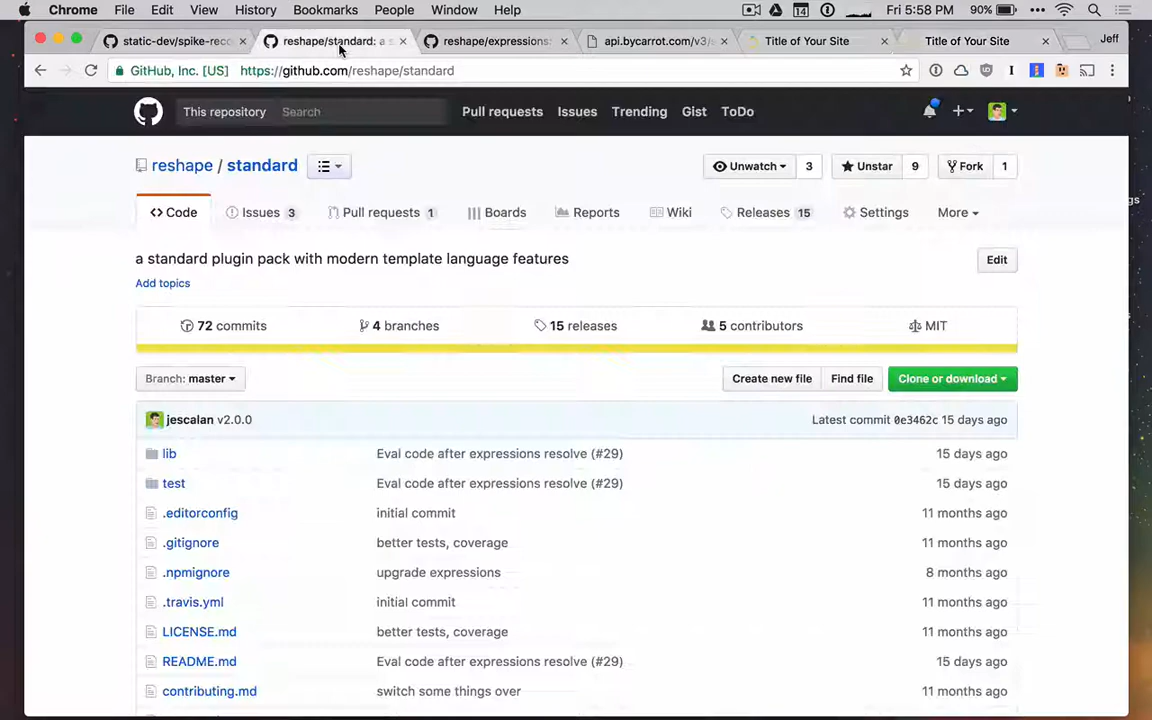 Chrome File Edit View History Bookmarks People Window Help 14 Fri 5:58 PM 90%
static-dev/spike-reco reshape/standard: a s reshape/expressions: api.bycarrot.com/v3/s Title of Your Site Title of Your Site Jeff
GitHub, Inc. [US] https://github.com/reshape/standard
This repository Search Pull requests Issues Trending Gist ToDo
reshape / standard Unwatch 3 Unstar 9 Fork 1
Code Issues 3 Pull requests 1 Boards Reports Wiki Releases 15 Settings More
a standard plugin pack with modern template language features Edit
Add topics
72 commits 4 branches 15 releases 5 contributors MIT
Branch: master Create new file Find file Clone or download
jescalan v2.0.0 Latest commit 0e3462c 15 days ago
lib Eval code after expressions resolve (#29) 15 days ago
test Eval code after expressions resolve (#29) 15 days ago
.editorconfig initial commit 11 months ago
.gitignore better tests, coverage 11 months ago
.npmignore upgrade expressions 8 months ago
.travis.yml initial commit 11 months ago
LICENSE.md better tests, coverage 11 months ago
README.md Eval code after expressions resolve (#29) 15 days ago
contributing.md switch some things over 11 months ago